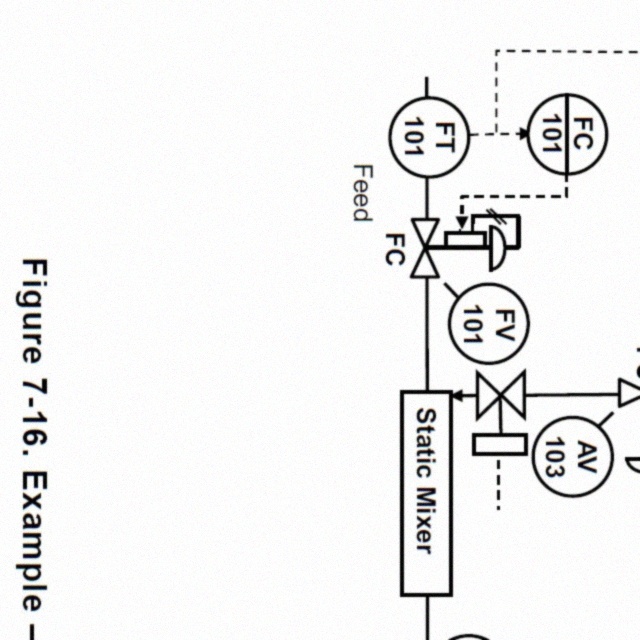 FT
101
FC
101
Feed
FC
FV
101
AV
103
Static Mixer
Figure 7-16. Example –